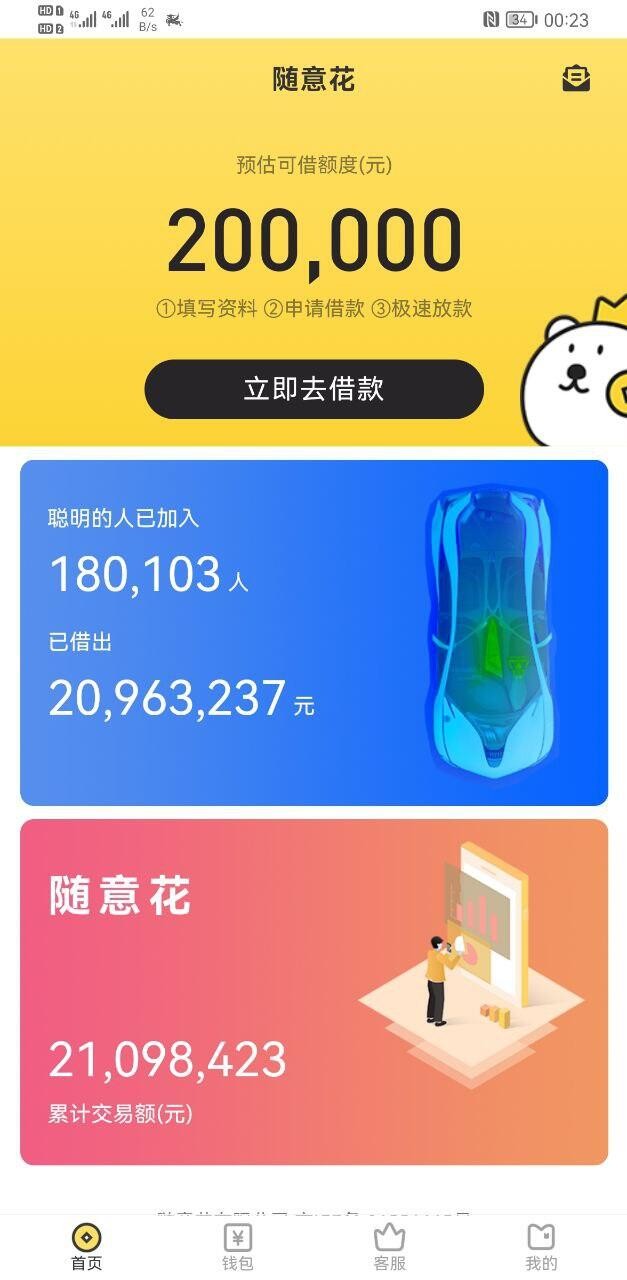 HD 1 4G 4G 62 34 00:23
HD 2 B/s
随意花
预估可借额度(元)
200,000
①填写资料 ②申请借款 ③极速放款
立即去借款
聪明的人已加入
180,103 人
已借出
20,963,237 元
随意花
21,098,423
累计交易额(元)
首页 钱包 客服 我的